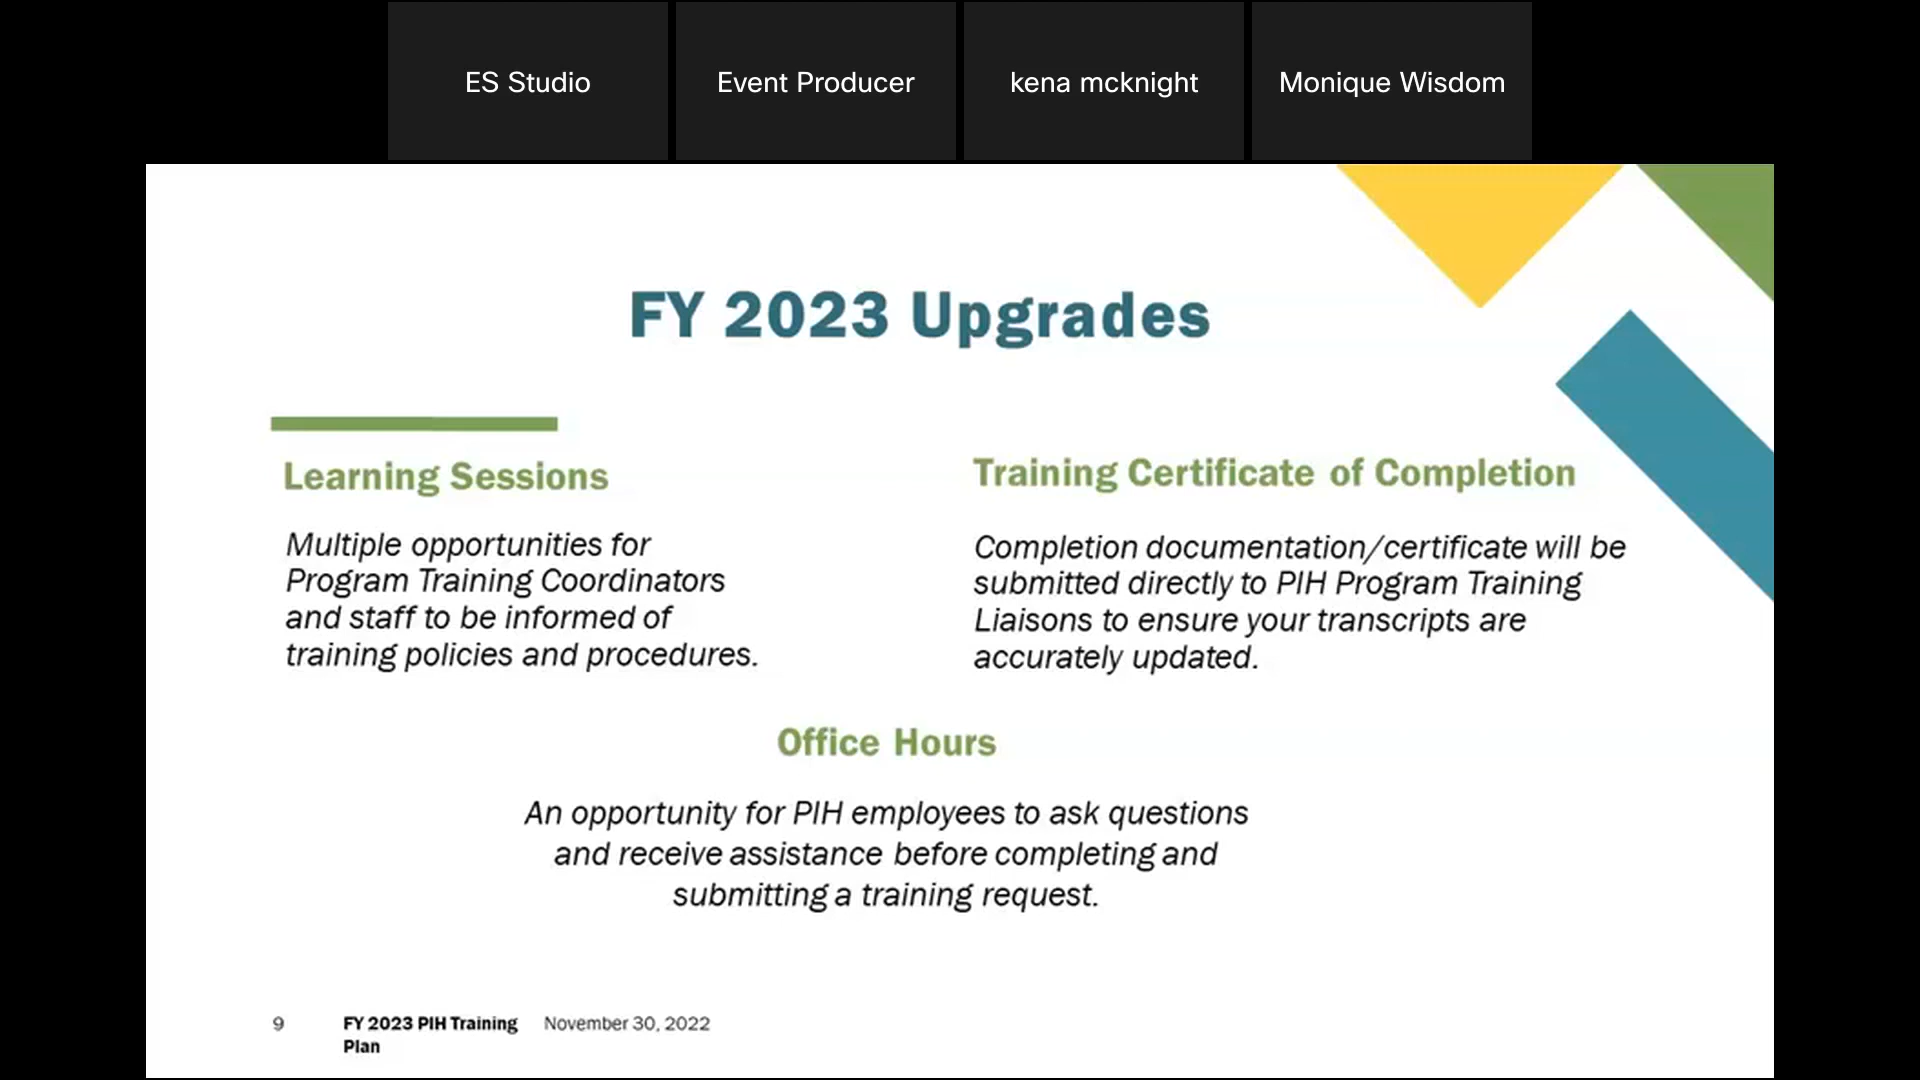 ES Studio
Event Producer
kena mcknight
Monique Wisdom
FY 2023 Upgrades
Learning Sessions
Multiple opportunities for
Program Training Coordinators
and staff to be informed of
training policies and procedures.
Training Certificate of Completion
Completion documentation/certificate will be
submitted directly to PIH Program Training
Liaisons to ensure your transcripts are
accurately updated.
Office Hours
An opportunity for PIH employees to ask questions
and receive assistance before completing and
submitting a training request.
9
FY 2023 PIH Training
Plan
November 30, 2022